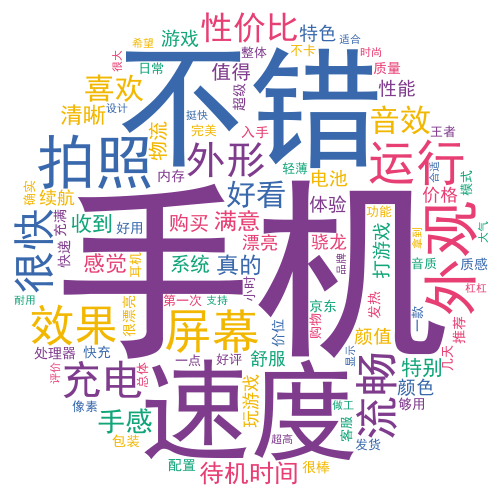 性价比
特色
希望
适合
游戏
整体
不卡
时尚
很大
不错
日常
值得
质量
喜欢
超级
性能
设计
挺快
清晰
物流
完美
入手
音效
王者
拍照
外形
运行
合适
内存
轻薄
电池
模式
确实
续航
好看
体验
价格
外观
功能
很快
充满
收到
好用
购买
满意
漂亮
骁龙
打游戏
拿到
大气
快递
感觉
耳机
系统
真的
品牌
音质
质感
耐用
手机
小时
发热
杠杠
很漂亮
第一次
支持
京东
一款
效果
屏幕
购物
价位
颜值
推荐
处理器
快充
一点
好评
舒服
显示
流畅
特别
几天
评价
充电
总体
速度
玩游戏
颜色
像素
做工
够用
手感
包装
超高
客服
发货
配置
待机时间
很棒